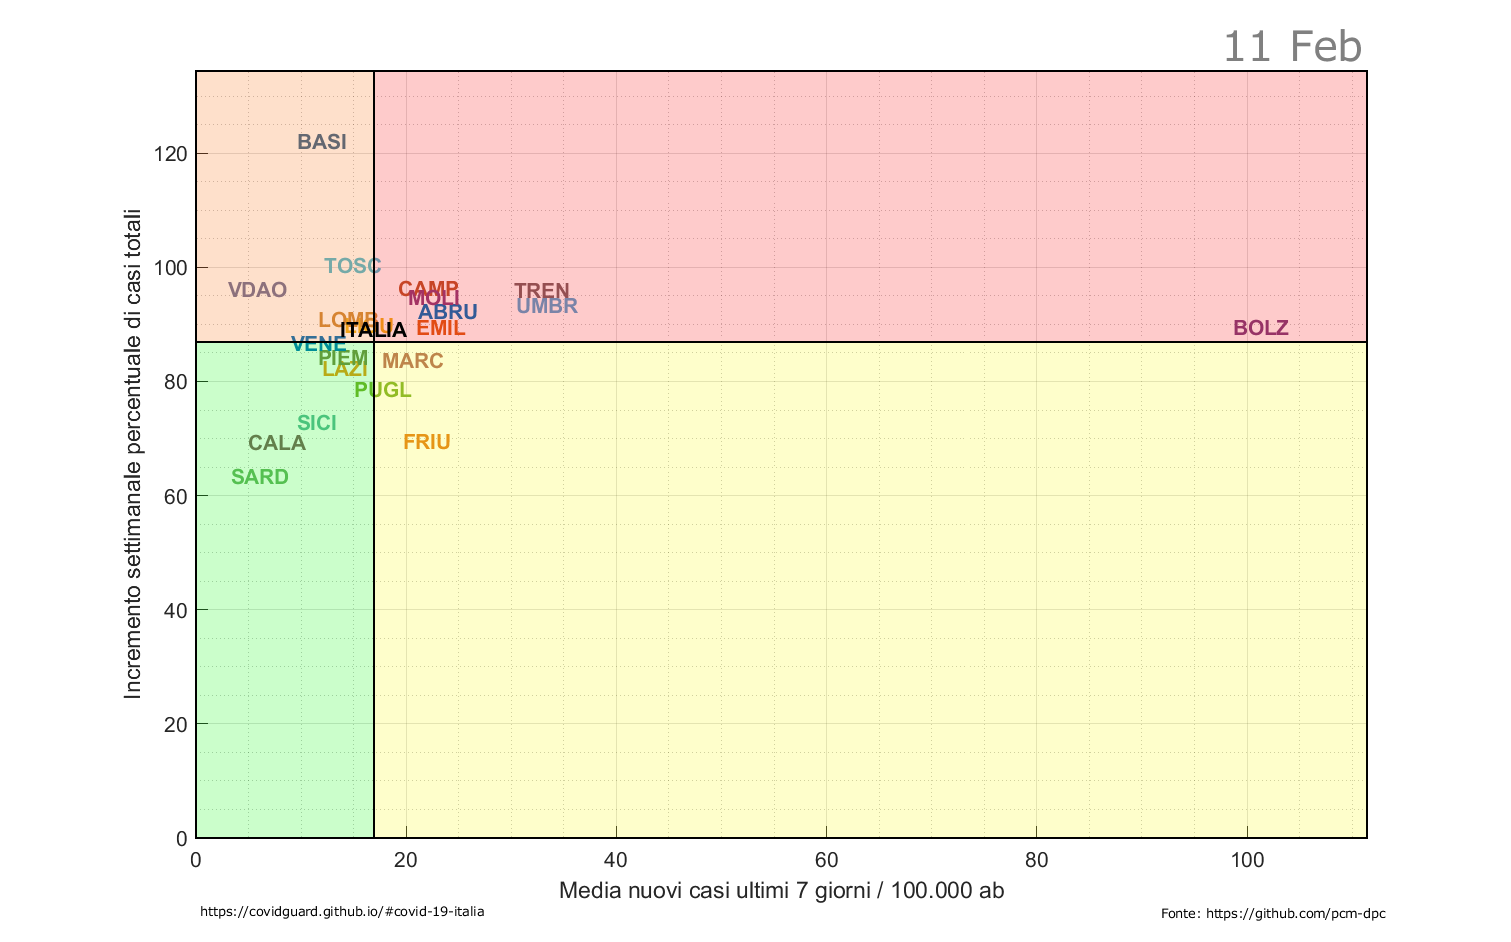 11 Feb
Incremento settimanale percentuale di casi totali
120
100
80
60
40
20
0
BASI
TOSC
VDAO
CAMP
MOLI
TREN
UMBR
ABRU
LOMB
ITALIA
EMIL
BOLZ
VENE
PIEM
MARC
LAZI
PUGL
SICI
CALA
FRIU
SARD
0 20 40 60 80 100
Media nuovi casi ultimi 7 giorni / 100.000 ab
https://covidguard.github.io/#covid-19-italia
Fonte: https://github.com/pcm-dpc